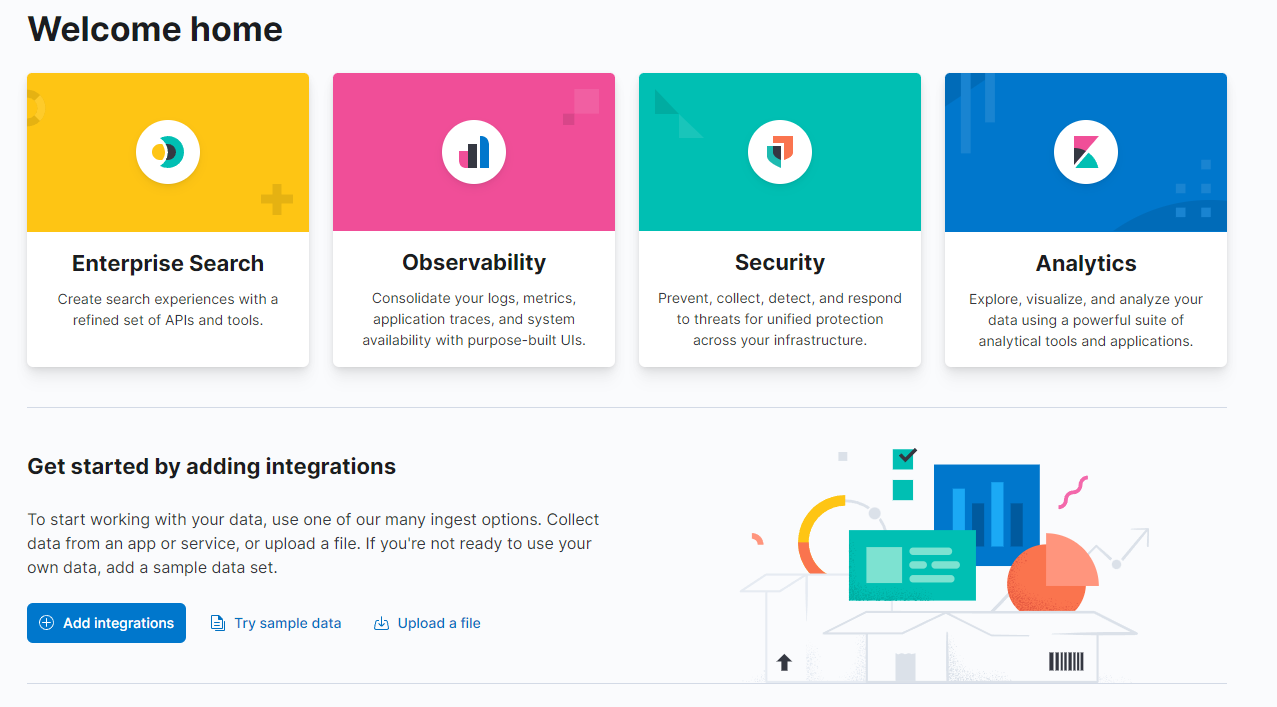 Welcome home
Enterprise Search
Create search experiences with a
refined set of APIs and tools.
Observability
Consolidate your logs, metrics,
application traces, and system
availability with purpose-built UIs.
Security
Prevent, collect, detect, and respond
to threats for unified protection
across your infrastructure.
Analytics
Explore, visualize, and analyze your
data using a powerful suite of
analytical tools and applications.
Get started by adding integrations
To start working with your data, use one of our many ingest options. Collect
data from an app or service, or upload a file. If you're not ready to use your
own data, add a sample data set.
Add integrations
Try sample data
Upload a file